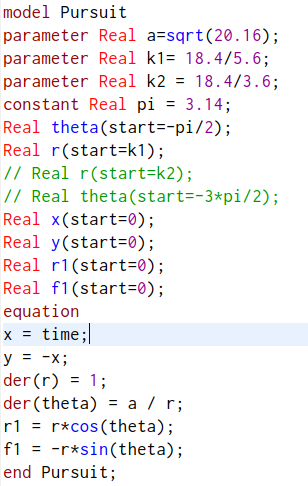 model Pursuit
parameter Real a=sqrt(20.16);
parameter Real k1= 18.4/5.6;
parameter Real k2 = 18.4/3.6;
constant Real pi = 3.14;
Real theta(start=-pi/2);
Real r(start=k1);
// Real r(start=k2);
// Real theta(start=-3*pi/2);
Real x(start=0);
Real y(start=0);
Real r1(start=0);
Real f1(start=0);
equation
x = time;
y = -x;
der(r) = 1;
der(theta) = a / r;
r1 = r*cos(theta);
f1 = -r*sin(theta);
end Pursuit;